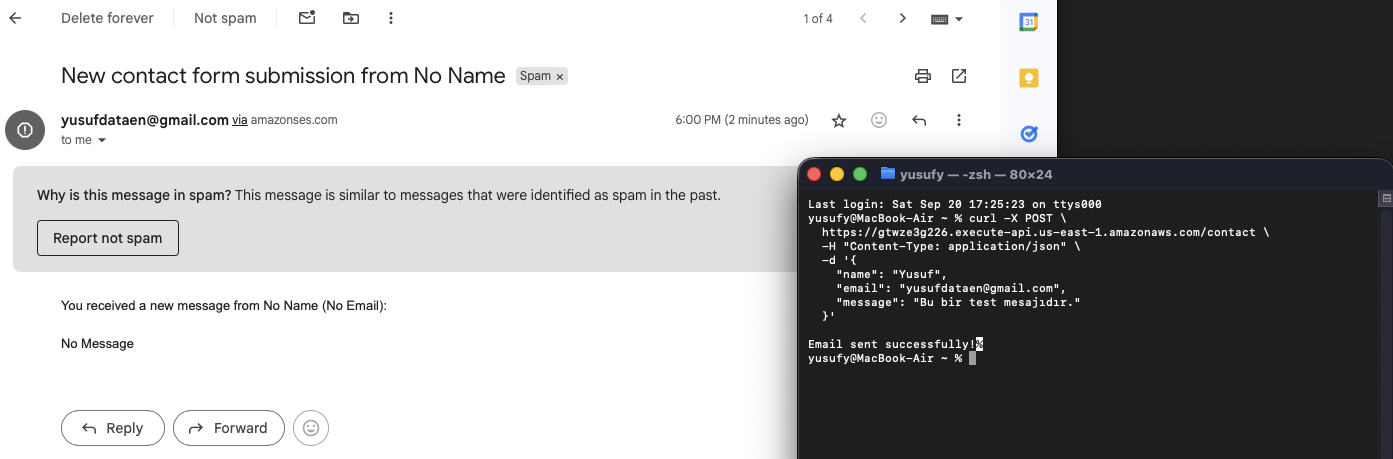 Delete forever
Not spam
1 of 4
31
New contact form submission from No Name
Spam ×
yusufdataen@gmail.com via amazonses.com
6:00 PM (2 minutes ago)
to me
Why is this message in spam? This message is similar to messages that were identified as spam in the past.
Report not spam
You received a new message from No Name (No Email):
No Message
Reply
Forward
yusufy — -zsh — 80×24
Last login: Sat Sep 20 17:25:23 on ttys000
yusufy@MacBook-Air ~ % curl -X POST \
https://gtwze3g226.execute-api.us-east-1.amazonaws.com/contact \
-H "Content-Type: application/json" \
-d '{
"name": "Yusuf",
"email": "yusufdataen@gmail.com",
"message": "Bu bir test mesajıdır."
}'
Email sent successfully!%
yusufy@MacBook-Air ~ %